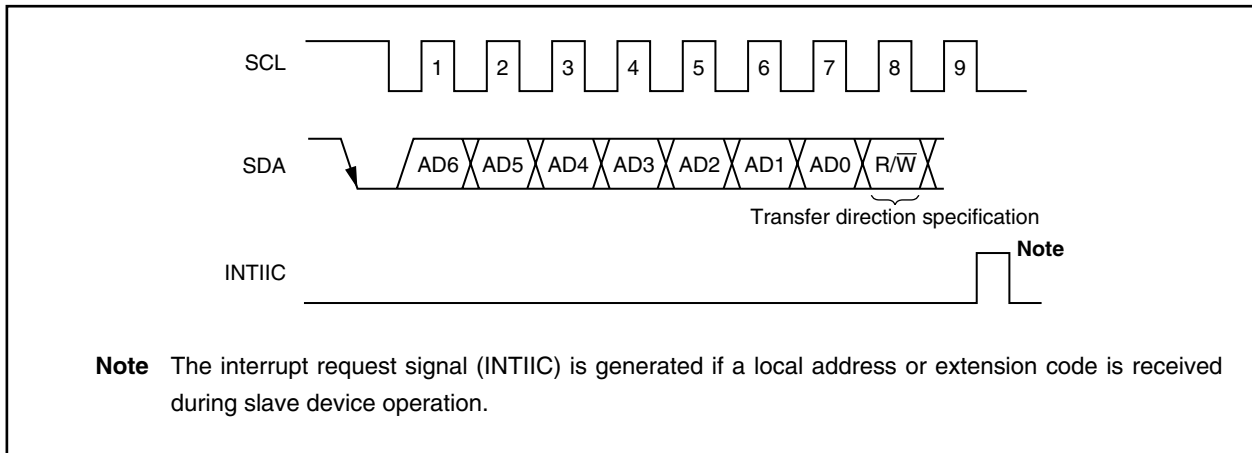 SCL 1 2 3 4 5 6 7 8 9
SDA AD6 AD5 AD4 AD3 AD2 AD1 AD0 R/W̅
Transfer direction specification
Note
INTIIC
Note The interrupt request signal (INTIIC) is generated if a local address or extension code is received
during slave device operation.